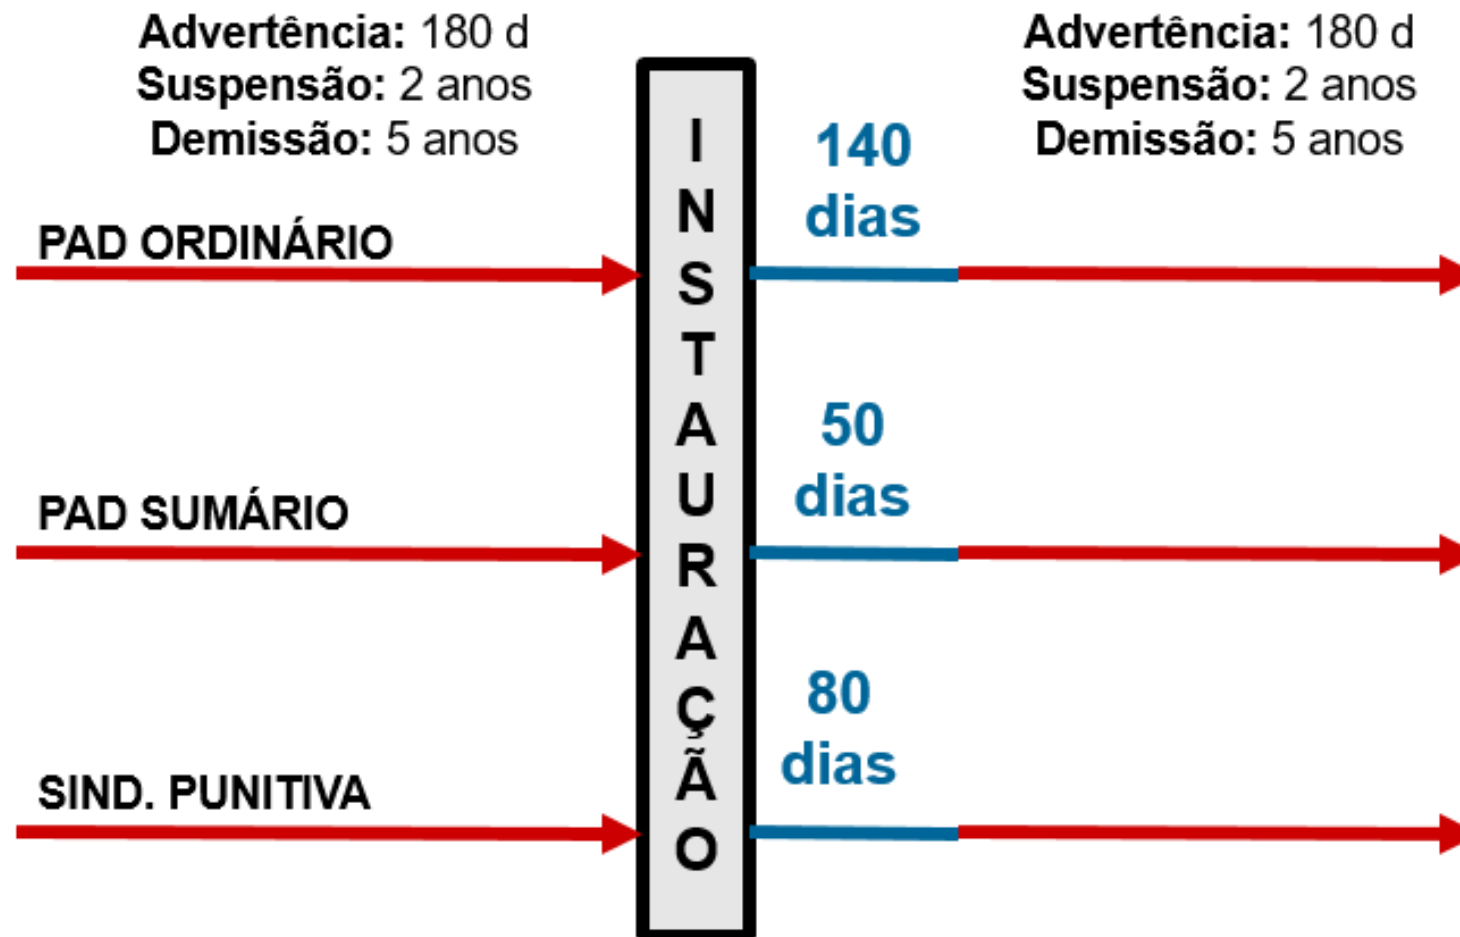 Advertência: 180 d
Suspensão: 2 anos
Demissão: 5 anos
PAD ORDINÁRIO
PAD SUMÁRIO
SIND. PUNITIVA
I
N
S
T
A
U
R
A
Ç
Ã
O
140
dias
50
dias
80
dias
Advertência: 180 d
Suspensão: 2 anos
Demissão: 5 anos